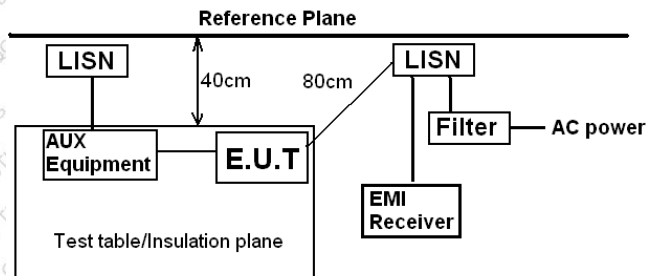 Reference Plane
LISN
40cm
80cm
LISN
AUX
Equipment
E.U.T
Filter
AC power
EMI
Receiver
Test table/Insulation plane